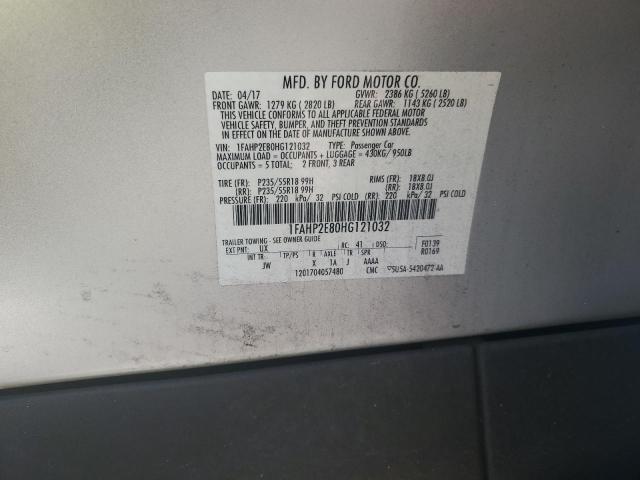 MFD. BY FORD MOTOR CO.
DATE: 04/17 GVWR: 2386 KG ( 5260 LB)
FRONT GAWR: 1279 KG ( 2820 LB) REAR GAWR: 1143 KG ( 2520 LB)
THIS VEHICLE CONFORMS TO ALL APPLICABLE FEDERAL MOTOR
VEHICLE SAFETY, BUMPER, AND THEFT PREVENTION STANDARDS
IN EFFECT ON THE DATE OF MANUFACTURE SHOWN ABOVE.
VIN: 1FAHP2E80HG121032 TYPE: Passenger Car
MAXIMUM LOAD = OCCUPANTS + LUGGAGE = 430KG/ 950LB
OCCUPANTS = 5 TOTAL; 2 FRONT, 3 REAR
TIRE (FR): P235/55R18 99H RIMS (FR): 18X8.0J
(RR): P235/55R18 99H (RR): 18X8.0J
PRESSURE (FR): 220 kPa/ 32 PSI COLD (RR): 220 kPa/ 32 PSI COLD
1FAHP2E80HG121032
TRAILER TOWING - SEE OWNER GUIDE F0139
EXT PNT: UX RC: 41 DSO: R0169
INT TR TP/PS R AXLE TR SPR
JW X 1A J AAAA
1201704057480 CMC 5U5A-5420472-AA